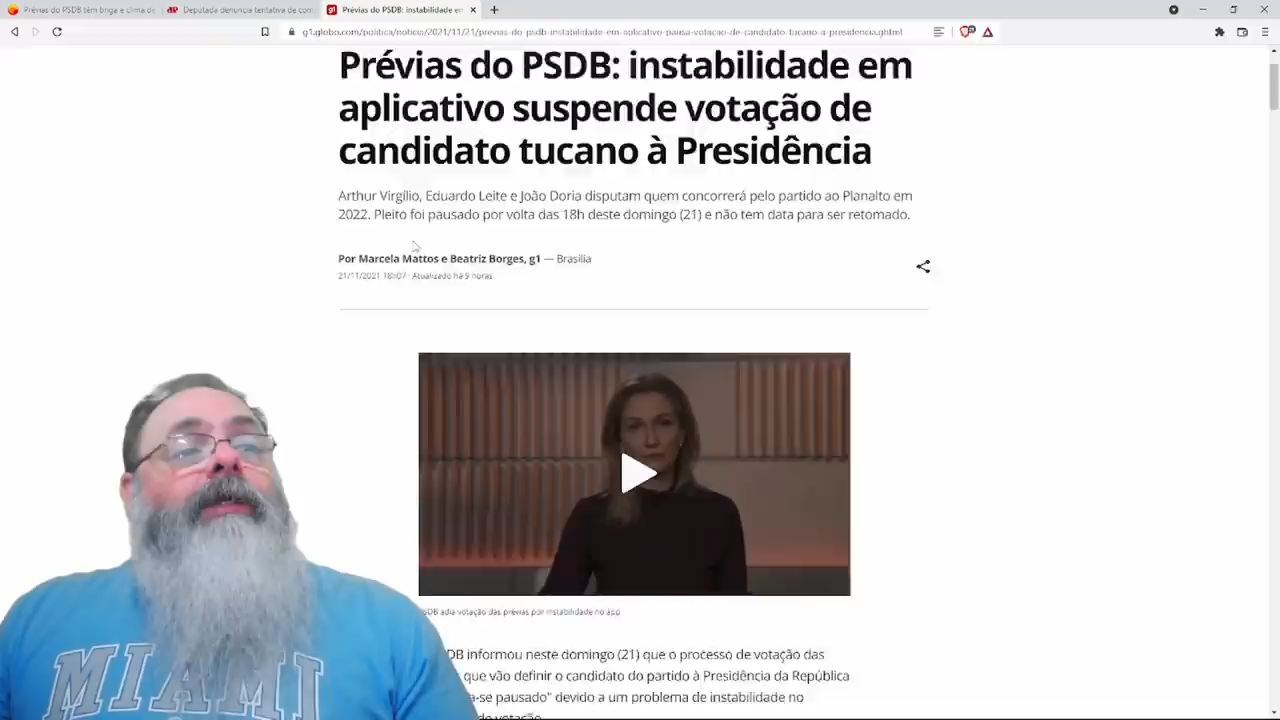 Prévias do PSDB têm briga e clima de
Deputada denuncia tentativa de com
Prévias do PSDB: instabilidade em
g1.globo.com/politica/noticia/2021/11/21/previas-do-psdb-instabilidade-em-aplicativo-pausa-votacao-de-candidato-tucano-a-presidencia.ghtml
Prévias do PSDB: instabilidade em
aplicativo suspende votação de
candidato tucano à Presidência
Arthur Virgílio, Eduardo Leite e João Doria disputam quem concorrerá pelo partido ao Planalto em
2022. Pleito foi pausado por volta das 18h deste domingo (21) e não tem data para ser retomado.
Por Marcela Mattos e Beatriz Borges, g1 — Brasília
21/11/2021 18h07 · Atualizado há 9 horas
SDB adia votação das prévias por instabilidade no app
DB informou neste domingo (21) que o processo de votação das
que vão definir o candidato do partido à Presidência da República
a-se pausado" devido a um problema de instabilidade no
de votação
MIAMI